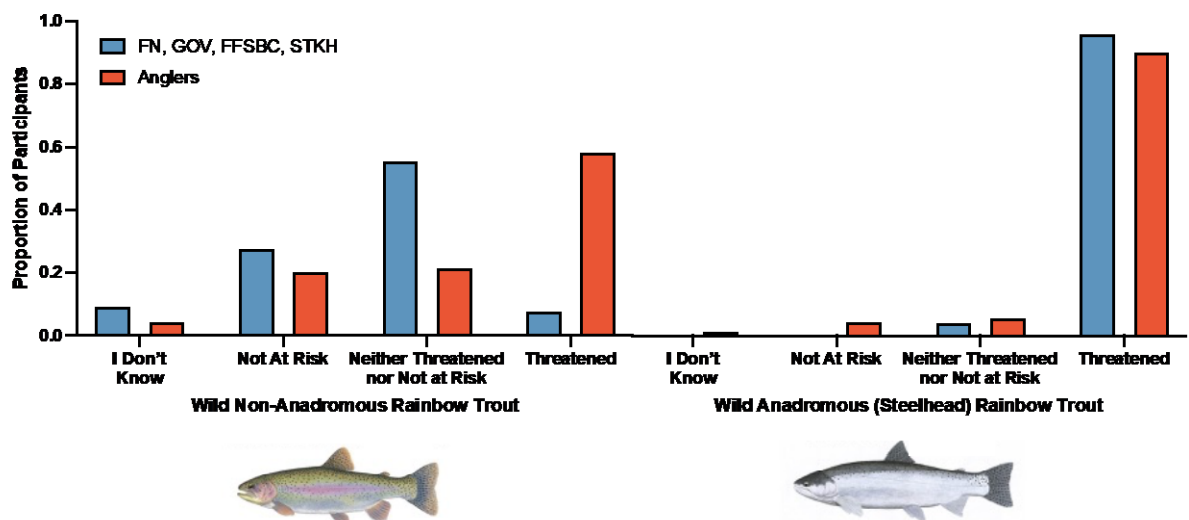 Proportion of Participants
1.0
0.8
0.6
0.4
0.2
0.0
FN, GOV, FFSBC, STKH
Anglers
I Don't
Know
Not At Risk
Neither Threatened
nor Not at Risk
Threatened
I Don't
Know
Not At Risk
Neither Threatened
nor Not at Risk
Threatened
Wild Non-Anadromous Rainbow Trout
Wild Anadromous (Steelhead) Rainbow Trout